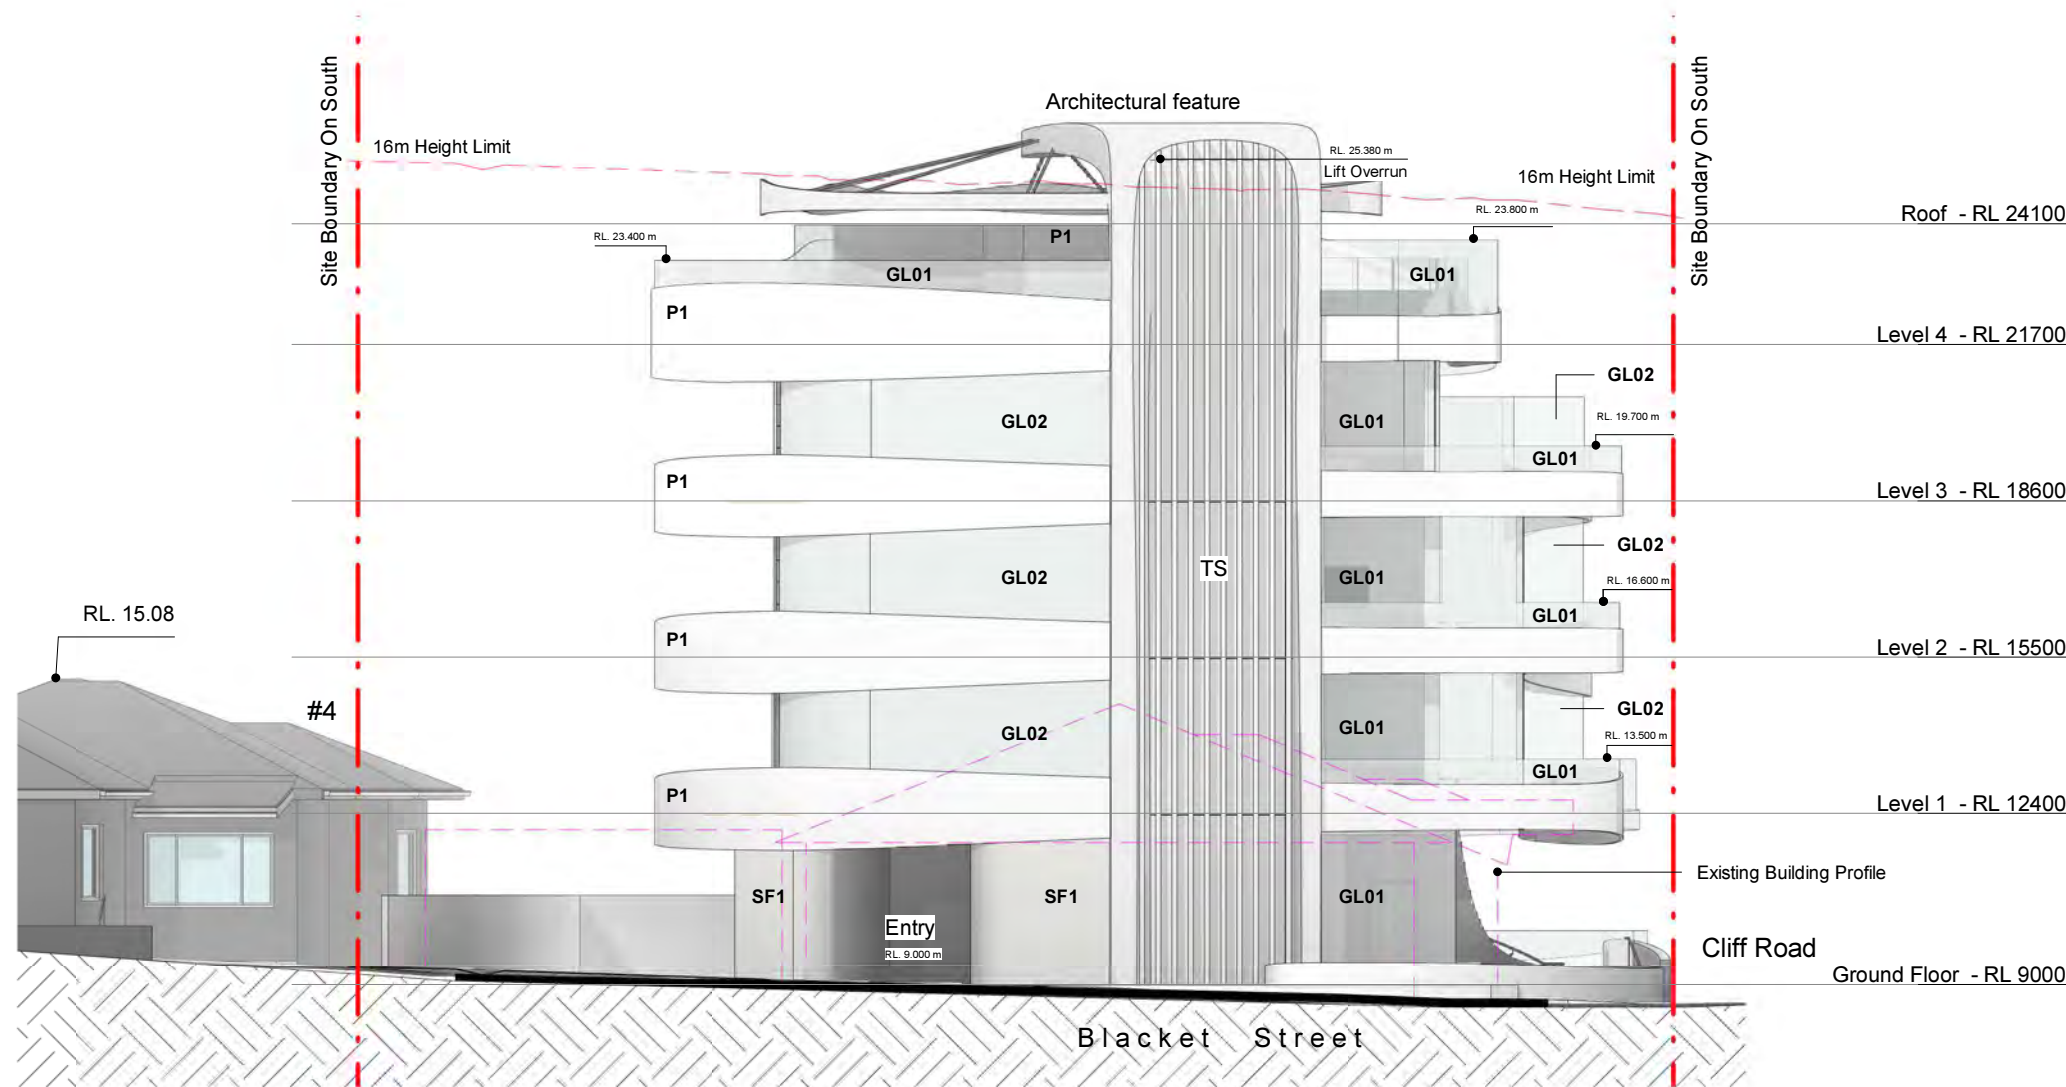 Architectural feature
Site Boundary On South
16m Height Limit
RL. 25.380 m
Lift Overrun
16m Height Limit
Site Boundary On South
RL. 23.800 m
Roof - RL 24100
RL. 23.400 m
P1
GL01
GL01
P1
Level 4 - RL 21700
GL02
GL02
GL01
RL. 19.700 m
GL01
P1
Level 3 - RL 18600
GL02
TS
GL01
GL02
RL. 16.600 m
GL01
RL. 15.08
P1
Level 2 - RL 15500
#4
GL02
GL01
GL02
RL. 13.500 m
GL01
P1
Level 1 - RL 12400
Existing Building Profile
SF1
SF1
GL01
Entry
RL. 9.000 m
Cliff Road
Ground Floor - RL 9000
Blacket Street